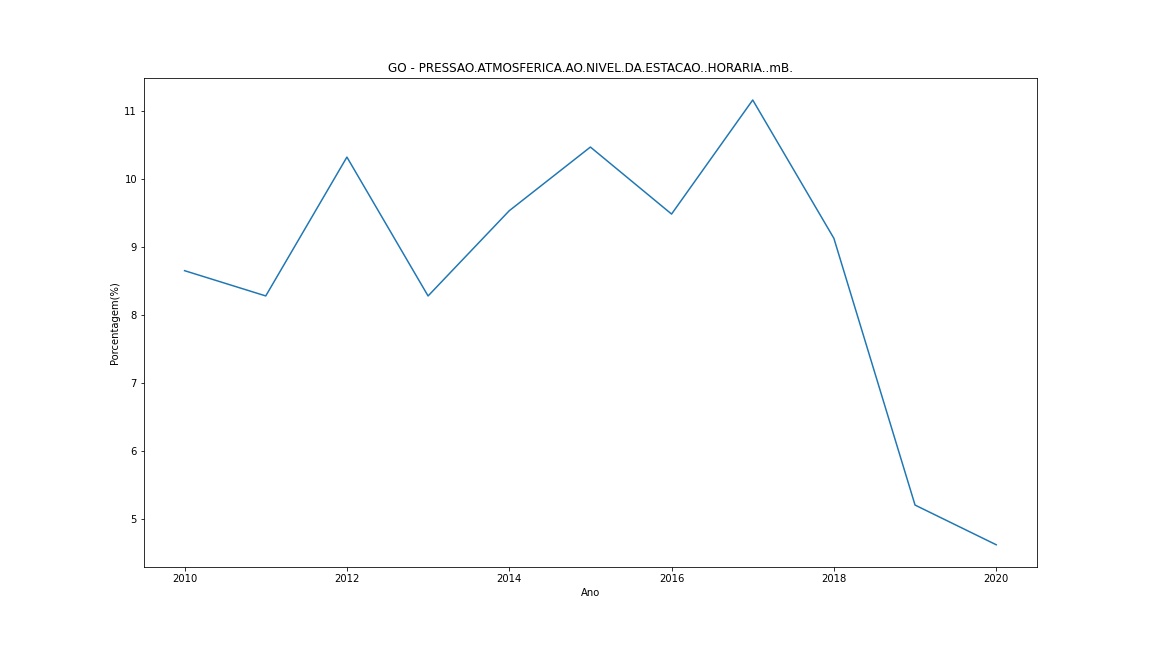 GO - PRESSAO.ATMOSFERICA.AO.NIVEL.DA.ESTACAO..HORARIA..mB.
11
10
9
8
7
6
5
Porcentagem(%)
2010 2012 2014 2016 2018 2020
Ano